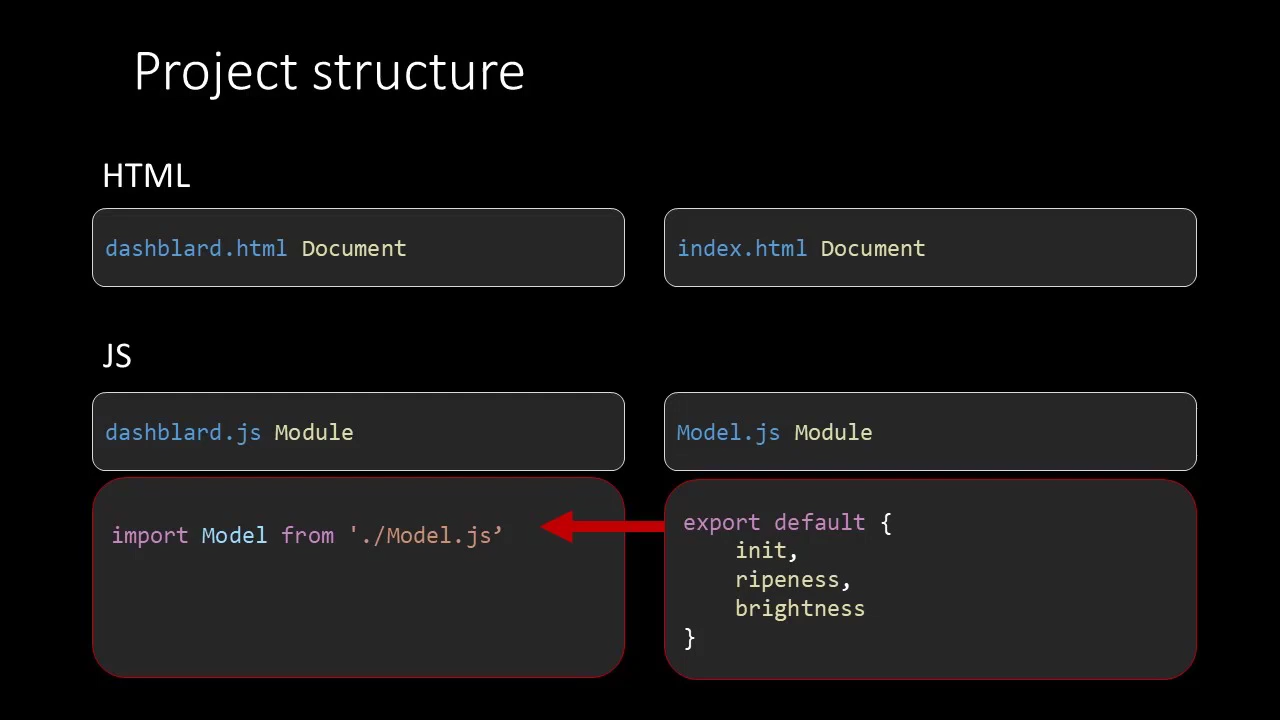 Project structure
HTML
dashblard.html Document
index.html Document
JS
dashblard.js Module
Model.js Module
import Model from './Model.js’
export default {
init,
ripeness,
brightness
}